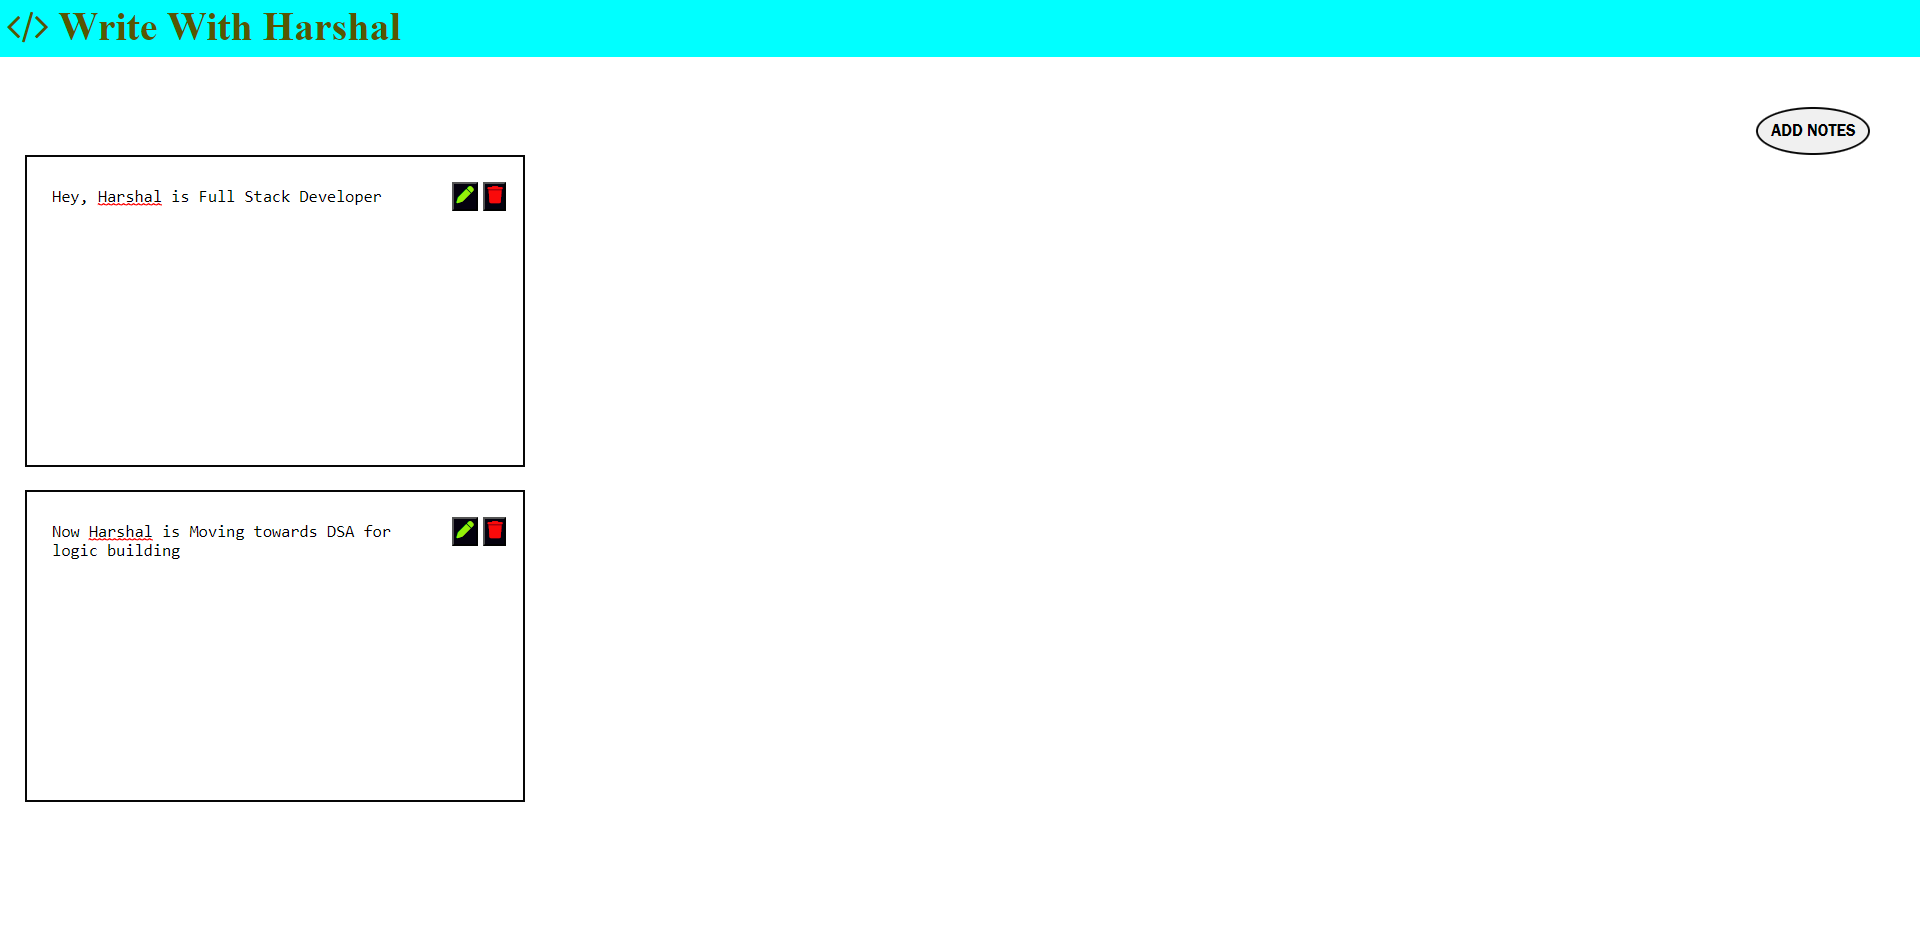 </> Write With Harshal
ADD NOTES
Hey, Harshal is Full Stack Developer
Now Harshal is Moving towards DSA for
logic building